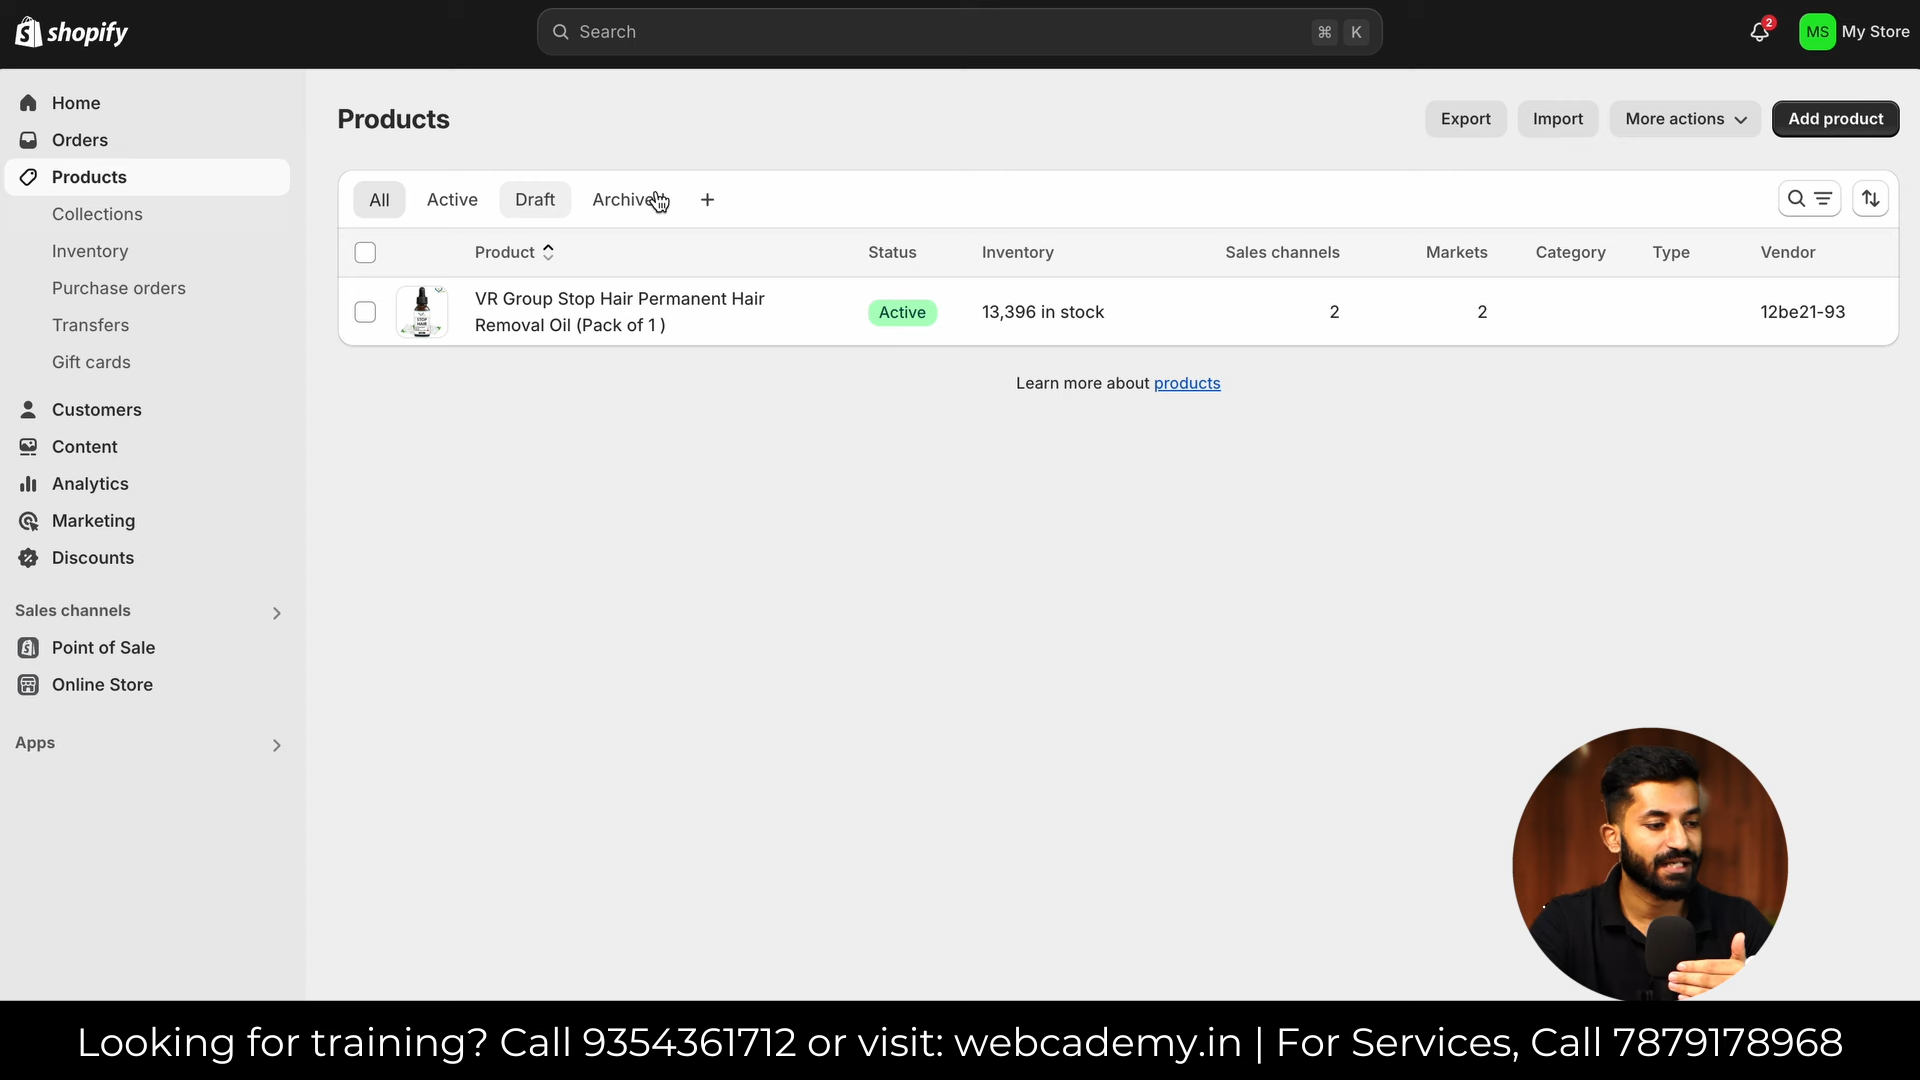 shopify
Search
⌘ K
2
MS My Store
Home
Orders
Products
Collections
Inventory
Purchase orders
Transfers
Gift cards
Customers
Content
Analytics
Marketing
Discounts
Sales channels
Point of Sale
Online Store
Apps
Products
Export Import More actions Add product
All Active Draft Archive
Product Status Inventory Sales channels Markets Category Type Vendor
VR Group Stop Hair Permanent Hair
Removal Oil (Pack of 1 )
STOP
HAIR
Active 13,396 in stock 2 2 12be21-93
Learn more about products
Looking for training? Call 9354361712 or visit: webcademy.in | For Services, Call 7879178968